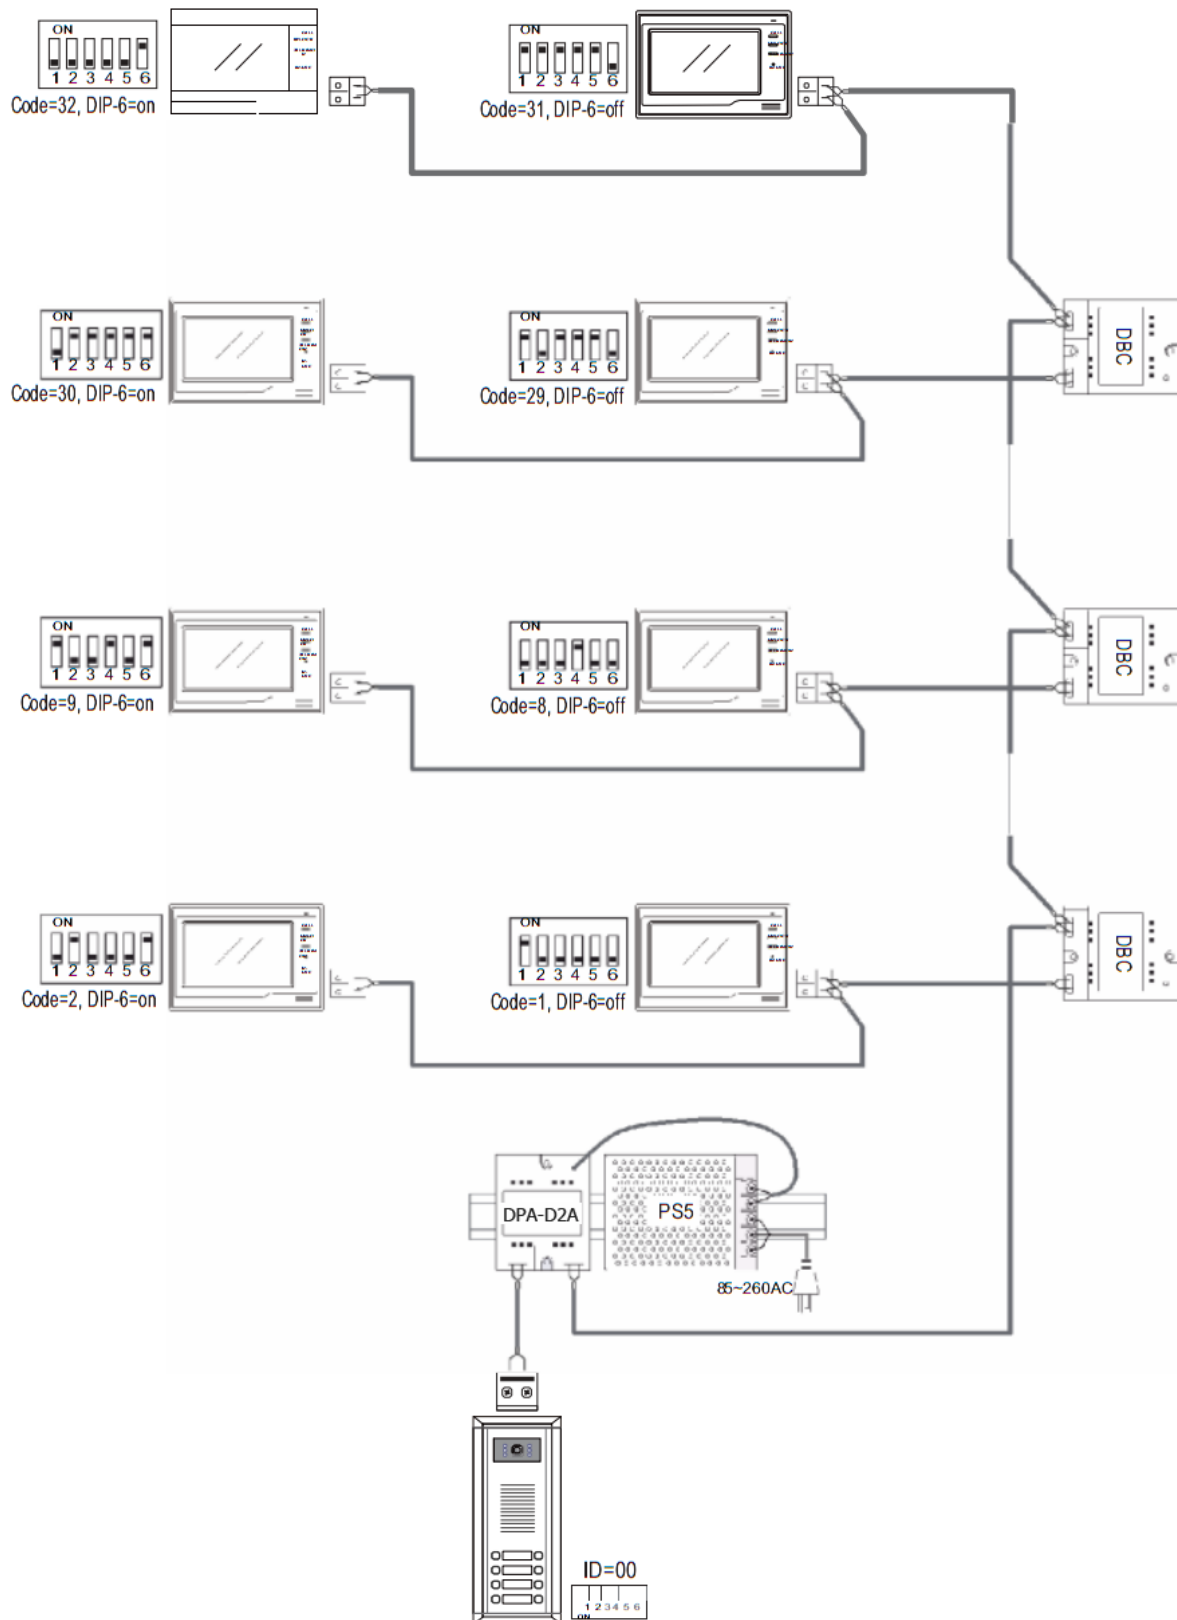 ON
1 2 3 4 5 6
Code=32, DIP-6=on
ON
1 2 3 4 5 6
Code=31, DIP-6=off
ON
1 2 3 4 5 6
Code=30, DIP-6=on
ON
1 2 3 4 5 6
Code=29, DIP-6=off
DBC
ON
1 2 3 4 5 6
Code=9, DIP-6=on
ON
1 2 3 4 5 6
Code=8, DIP-6=off
DBC
ON
1 2 3 4 5 6
Code=2, DIP-6=on
ON
1 2 3 4 5 6
Code=1, DIP-6=off
DBC
DPA-D2A
PS5
85~260AC
ID=00
1 2 3 4 5 6
ON